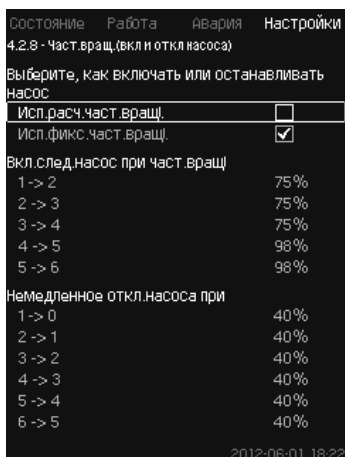 Состояние Работа Авария Настройки
4.2.8 - Част.вращ.(вкл и откл насоса)
Выберите, как включать или останавливать
насос
Исп.расч.част.вращ.
Исп.фикс.част.вращ.
Вкл.след.насос при част.вращ
1 -> 2 75%
2 -> 3 75%
3 -> 4 75%
4 -> 5 98%
5 -> 6 98%
Немедленное откл.насоса при
1 -> 0 40%
2 -> 1 40%
3 -> 2 40%
4 -> 3 40%
5 -> 4 40%
6 -> 5 40%
2012-06-01 18:22